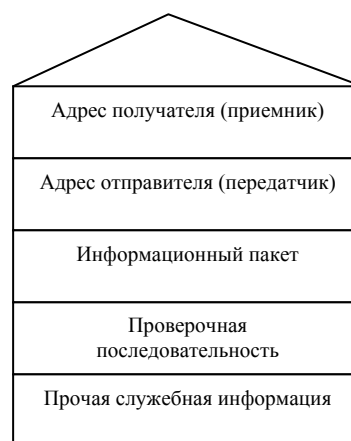 Адрес получателя (приемник)
Адрес отправителя (передатчик)
Информационный пакет
Проверочная
последовательность
Прочая служебная информация